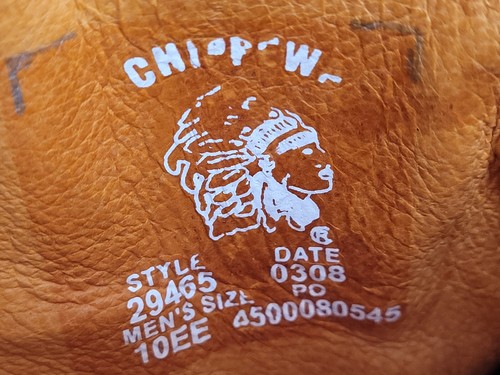 CHIPPEWA
®
STYLE
29465
MEN'S SIZE
10EE
DATE
0308
PO
4500080545